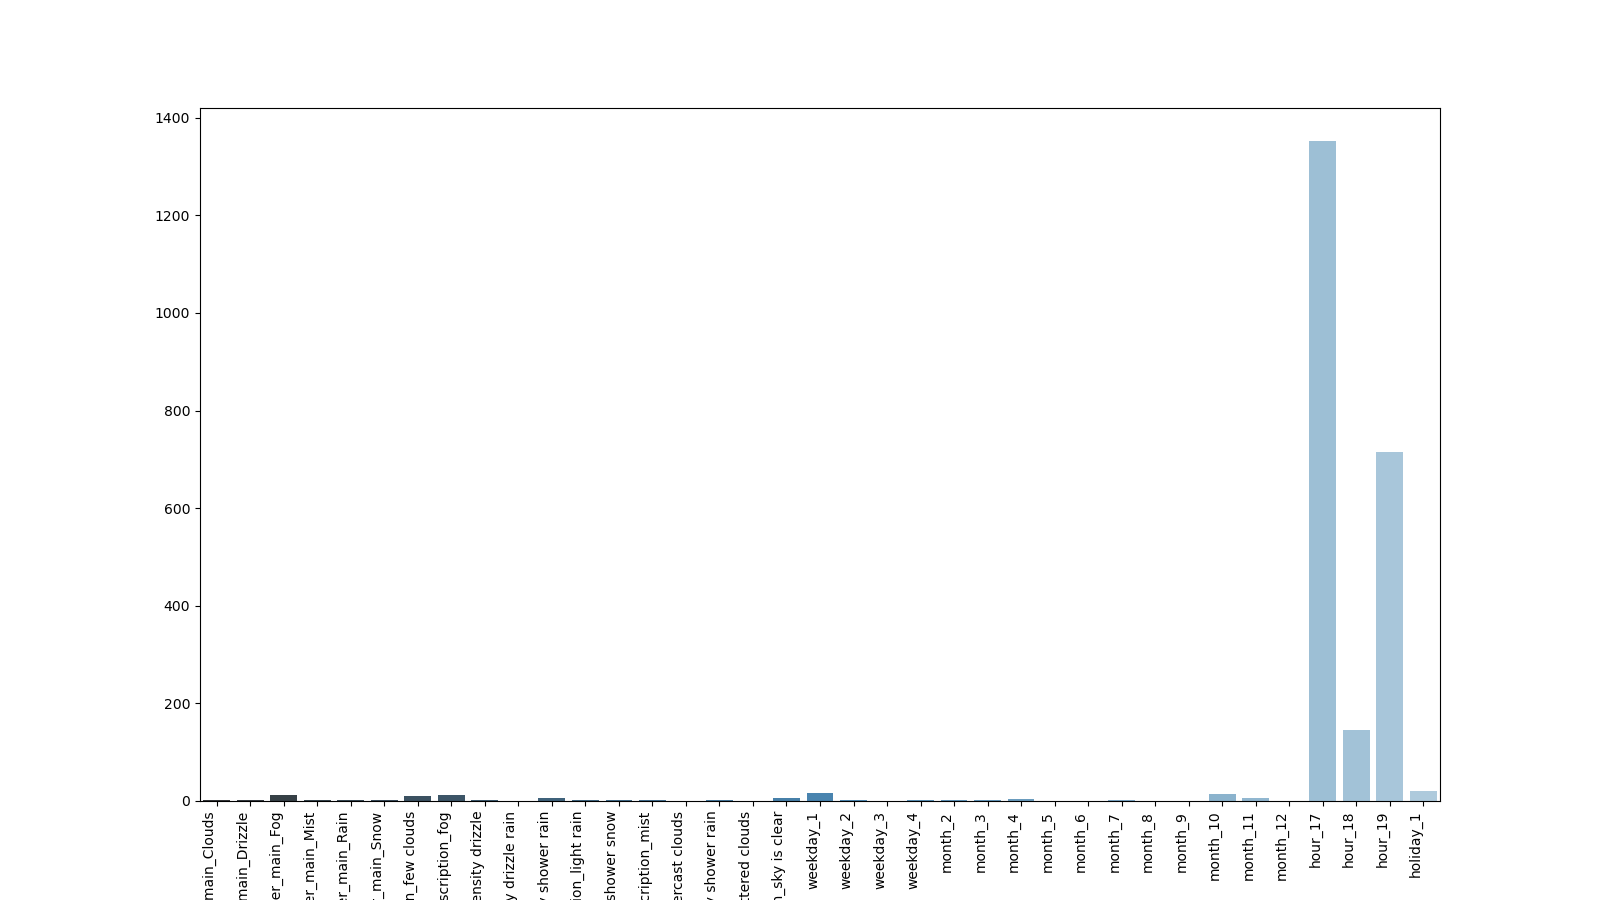 1400
1200
1000
800
600
400
200
0
main_Clouds
main_Drizzle
er_main_Fog
er_main_Mist
er_main_Rain
r_main_Snow
n_few clouds
scription_fog
ensity drizzle
y drizzle rain
y shower rain
ion_light rain
shower snow
cription_mist
ercast clouds
y shower rain
ttered clouds
n_sky is clear
weekday_1
weekday_2
weekday_3
weekday_4
month_2
month_3
month_4
month_5
month_6
month_7
month_8
month_9
month_10
month_11
month_12
hour_17
hour_18
hour_19
holiday_1